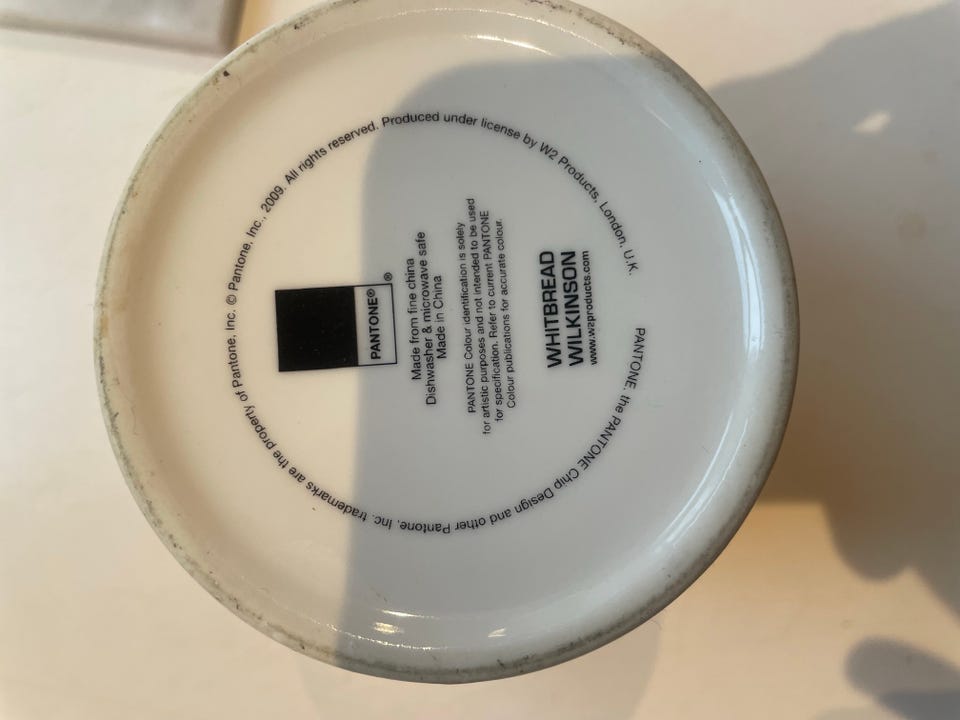 PANTONE, the PANTONE Chip Design and other Pantone, Inc. trademarks are the property of Pantone, Inc. © Pantone, Inc., 2009. All rights reserved. Produced under license by W2 Products, London, U.K.
PANTONE®
®
Made from fine china
Dishwasher & microwave safe
Made in China
PANTONE Colour identification is solely
for artistic purposes and not intended to be used
for specification. Refer to current PANTONE
Colour publications for accurate colour.
WHITBREAD
WILKINSON
www.w2products.com